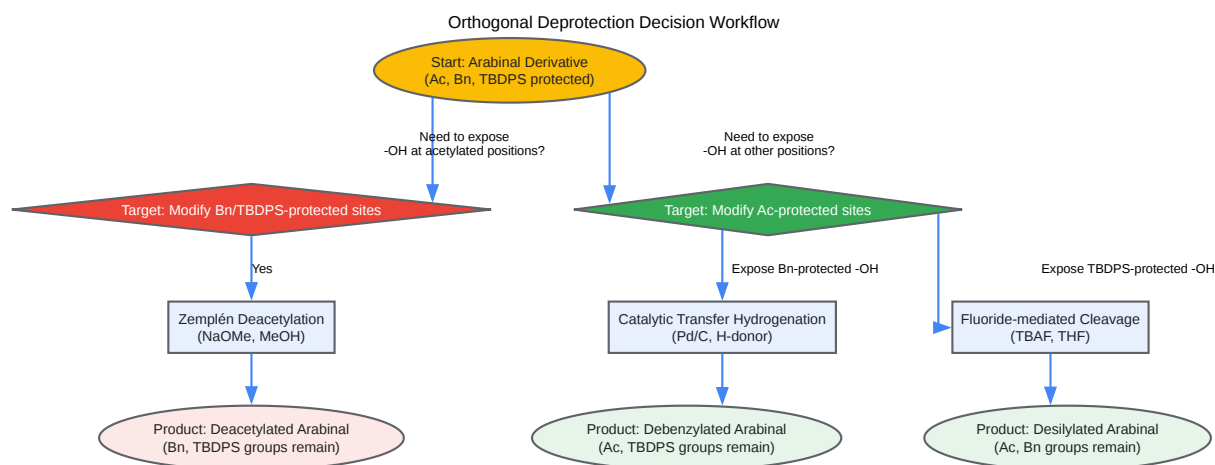 Orthogonal Deprotection Decision Workflow
Start: Arabinal Derivative
(Ac, Bn, TBDPS protected)
Need to expose
-OH at acetylated positions?
Need to expose
-OH at other positions?
Target: Modify Bn/TBDPS-protected sites
Target: Modify Ac-protected sites
Yes
Expose Bn-protected -OH
Expose TBDPS-protected -OH
Zemplén Deacetylation
(NaOMe, MeOH)
Catalytic Transfer Hydrogenation
(Pd/C, H-donor)
Fluoride-mediated Cleavage
(TBAF, THF)
Product: Deacetylated Arabinal
(Bn, TBDPS groups remain)
Product: Debenzylated Arabinal
(Ac, TBDPS groups remain)
Product: Desilylated Arabinal
(Ac, Bn groups remain)